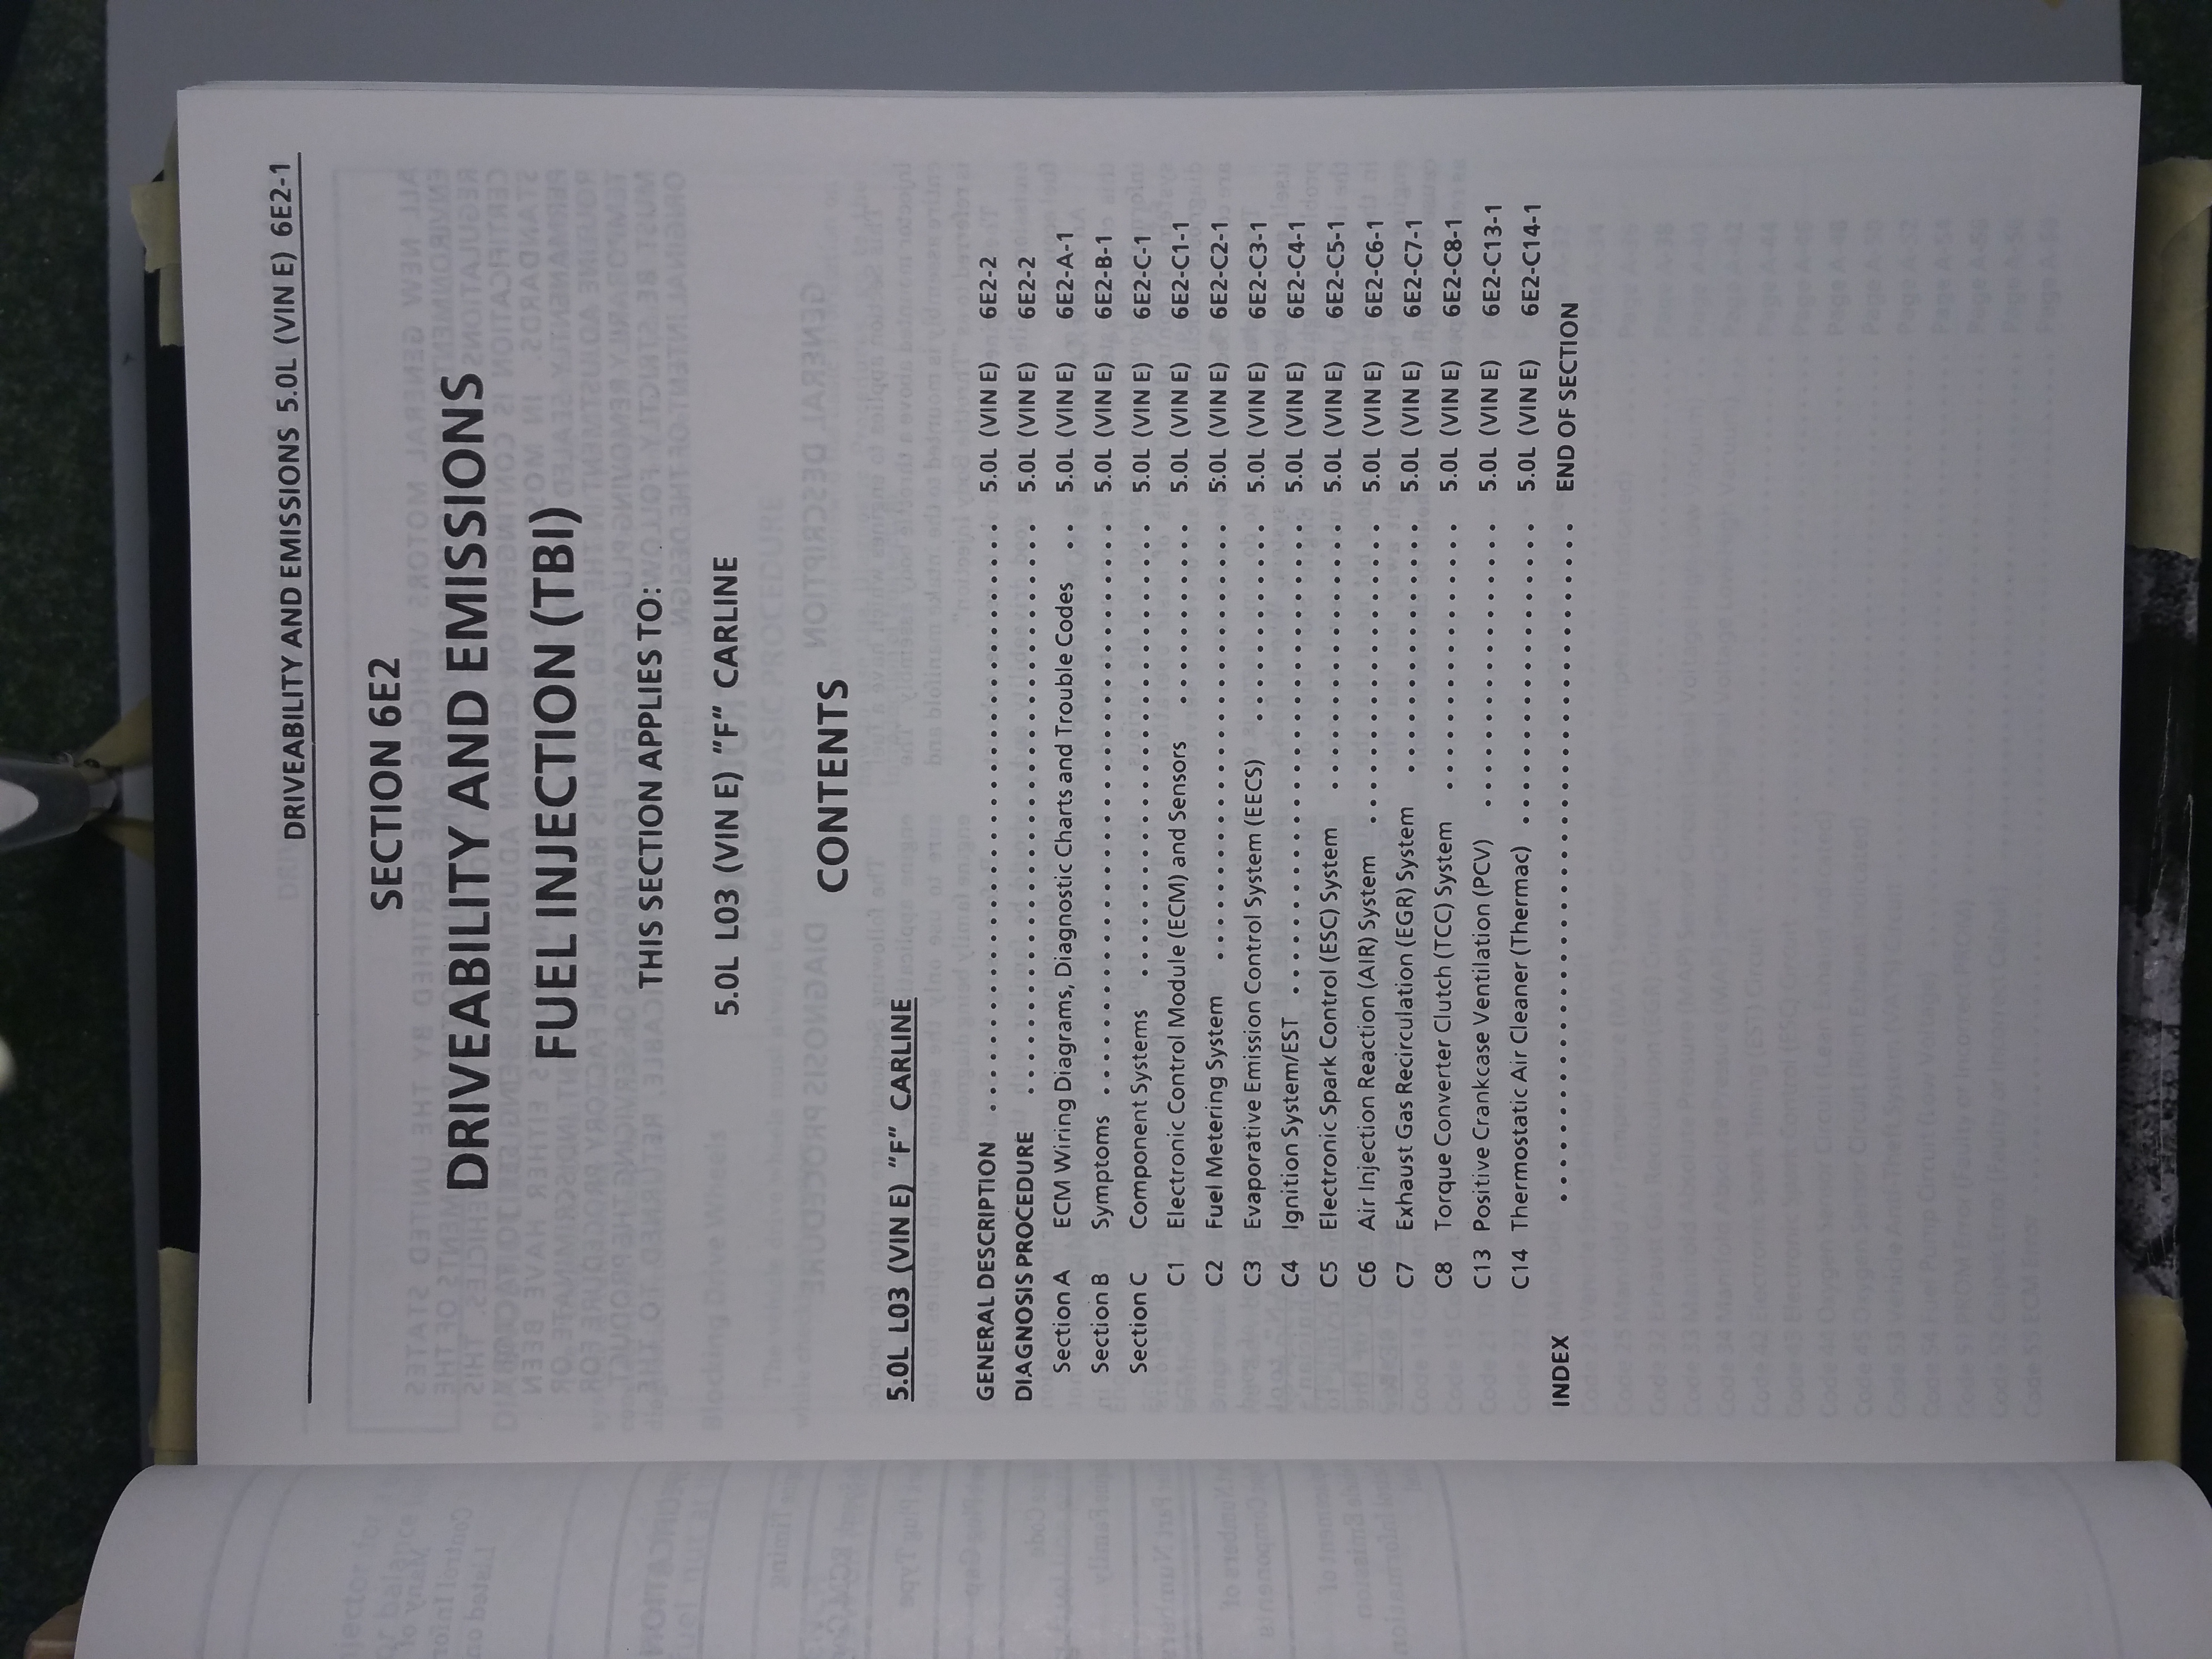 DRIVEABILITY AND EMISSIONS 5.0L (VIN E) 6E2-1
SECTION 6E2
DRIVEABILITY AND EMISSIONS
FUEL INJECTION (TBI)
THIS SECTION APPLIES TO:
5.0L L03 (VIN E) "F" CARLINE
CONTENTS
5.0L L03 (VIN E) "F" CARLINE
GENERAL DESCRIPTION . . . . . . . . . . . . . . . . . . . . 5.0L (VIN E) 6E2-2
DIAGNOSIS PROCEDURE . . . . . . . . . . . . . . . . . . . . 5.0L (VIN E) 6E2-2
Section A ECM Wiring Diagrams, Diagnostic Charts and Trouble Codes . . 5.0L (VIN E) 6E2-A-1
Section B Symptoms . . . . . . . . . . . . . . . . . . . . 5.0L (VIN E) 6E2-B-1
Section C Component Systems . . . . . . . . . . . . . . . . . . . . 5.0L (VIN E) 6E2-C-1
C1 Electronic Control Module (ECM) and Sensors . . . . . . . . . . 5.0L (VIN E) 6E2-C1-1
C2 Fuel Metering System . . . . . . . . . . . . . . . . . . . . 5.0L (VIN E) 6E2-C2-1
C3 Evaporative Emission Control System (EECS) . . . . . . . . . . 5.0L (VIN E) 6E2-C3-1
C4 Ignition System/EST . . . . . . . . . . . . . . . . . . . . 5.0L (VIN E) 6E2-C4-1
C5 Electronic Spark Control (ESC) System . . . . . . . . . . . . . . 5.0L (VIN E) 6E2-C5-1
C6 Air Injection Reaction (AIR) System . . . . . . . . . . . . . . . 5.0L (VIN E) 6E2-C6-1
C7 Exhaust Gas Recirculation (EGR) System . . . . . . . . . . . . . 5.0L (VIN E) 6E2-C7-1
C8 Torque Converter Clutch (TCC) System . . . . . . . . . . . . . . 5.0L (VIN E) 6E2-C8-1
C13 Positive Crankcase Ventilation (PCV) . . . . . . . . . . . . . . 5.0L (VIN E) 6E2-C13-1
C14 Thermostatic Air Cleaner (Thermac) . . . . . . . . . . . . . . . 5.0L (VIN E) 6E2-C14-1
INDEX . . . . . . . . . . . . . . . . . . . . END OF SECTION